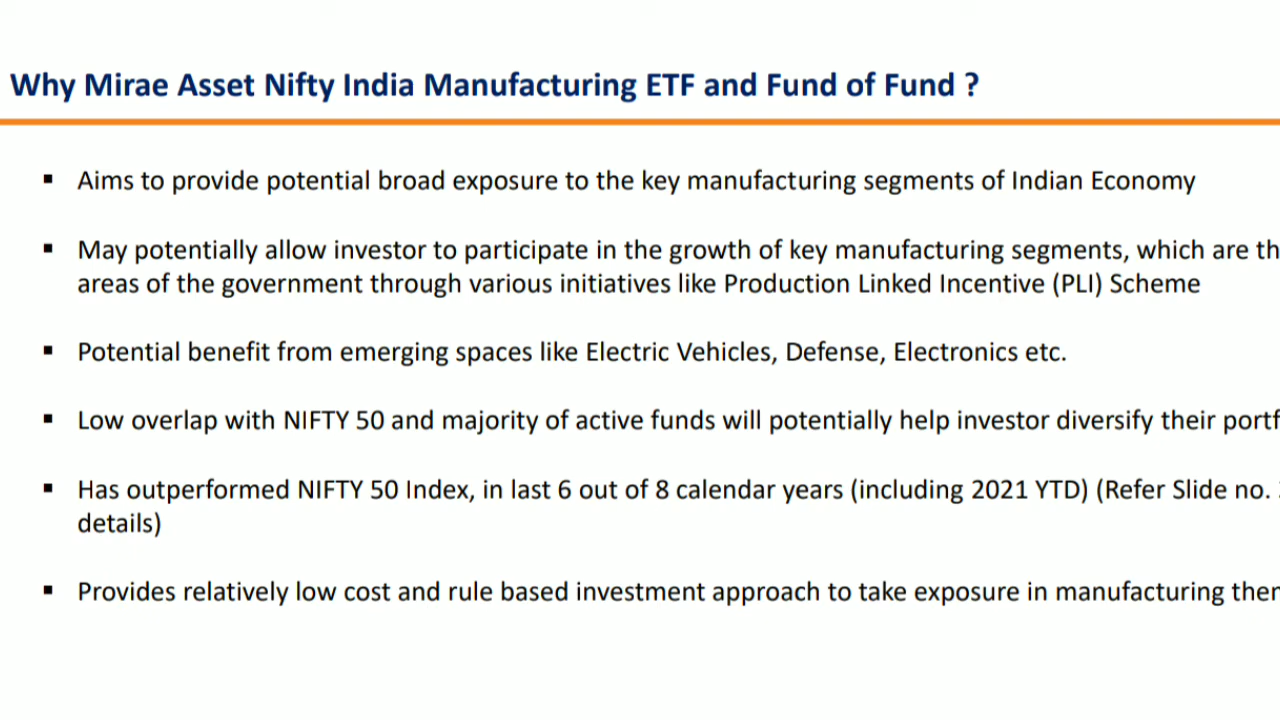 Why Mirae Asset Nifty India Manufacturing ETF and Fund of Fund ?
▪ Aims to provide potential broad exposure to the key manufacturing segments of Indian Economy
▪ May potentially allow investor to participate in the growth of key manufacturing segments, which are
areas of the government through various initiatives like Production Linked Incentive (PLI) Scheme
▪ Potential benefit from emerging spaces like Electric Vehicles, Defense, Electronics etc.
▪ Low overlap with NIFTY 50 and majority of active funds will potentially help investor diversify their
▪ Has outperformed NIFTY 50 Index, in last 6 out of 8 calendar years (including 2021 YTD) (Refer Slide no.
details)
▪ Provides relatively low cost and rule based investment approach to take exposure in manufacturing